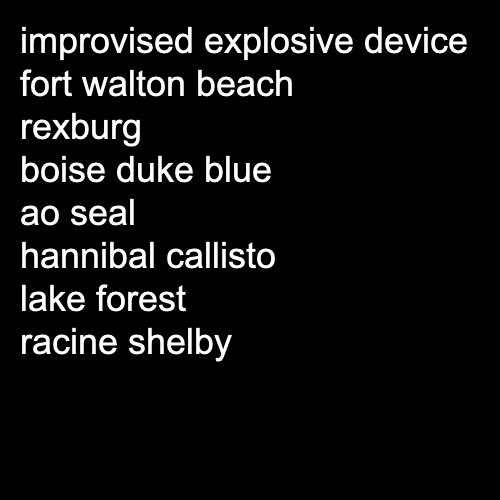 improvised explosive device
fort walton beach
rexburg
boise duke blue
ao seal
hannibal callisto
lake forest
racine shelby